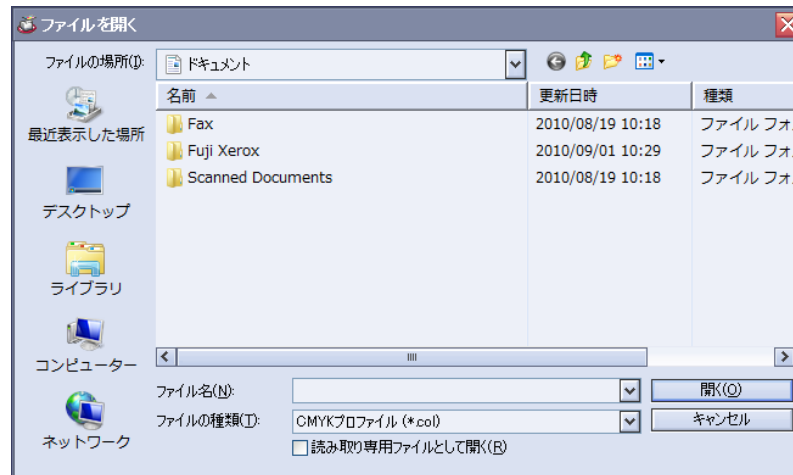 ファイルを開く
ファイルの場所(I):
ドキュメント
名前
更新日時
種類
Fax
2010/08/19 10:18
ファイル フォ
Fuji Xerox
2010/09/01 10:29
ファイル フォ
Scanned Documents
2010/08/19 10:18
ファイル フォ
最近表示した場所
デスクトップ
ライブラリ
コンピューター
ネットワーク
ファイル名(N):
開く(O)
ファイルの種類(T):
CMYKプロファイル (*.col)
キャンセル
読み取り専用ファイルとして開く(R)